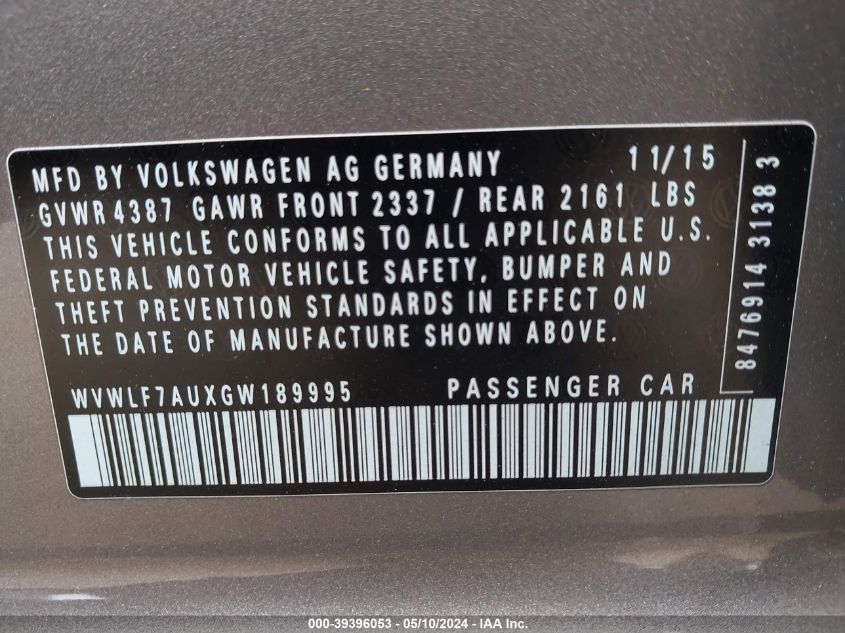 MFD BY VOLKSWAGEN AG GERMANY 11/15
GVWR 4387 GAWR FRONT 2337 / REAR 2161 LBS
THIS VEHICLE CONFORMS TO ALL APPLICABLE U.S.
FEDERAL MOTOR VEHICLE SAFETY, BUMPER AND
THEFT PREVENTION STANDARDS IN EFFECT ON
THE DATE OF MANUFACTURE SHOWN ABOVE.
WVWLF7AUXGW189995 PASSENGER CAR
8476914 3138 3
000-39396053 - 05/10/2024 - IAA Inc.